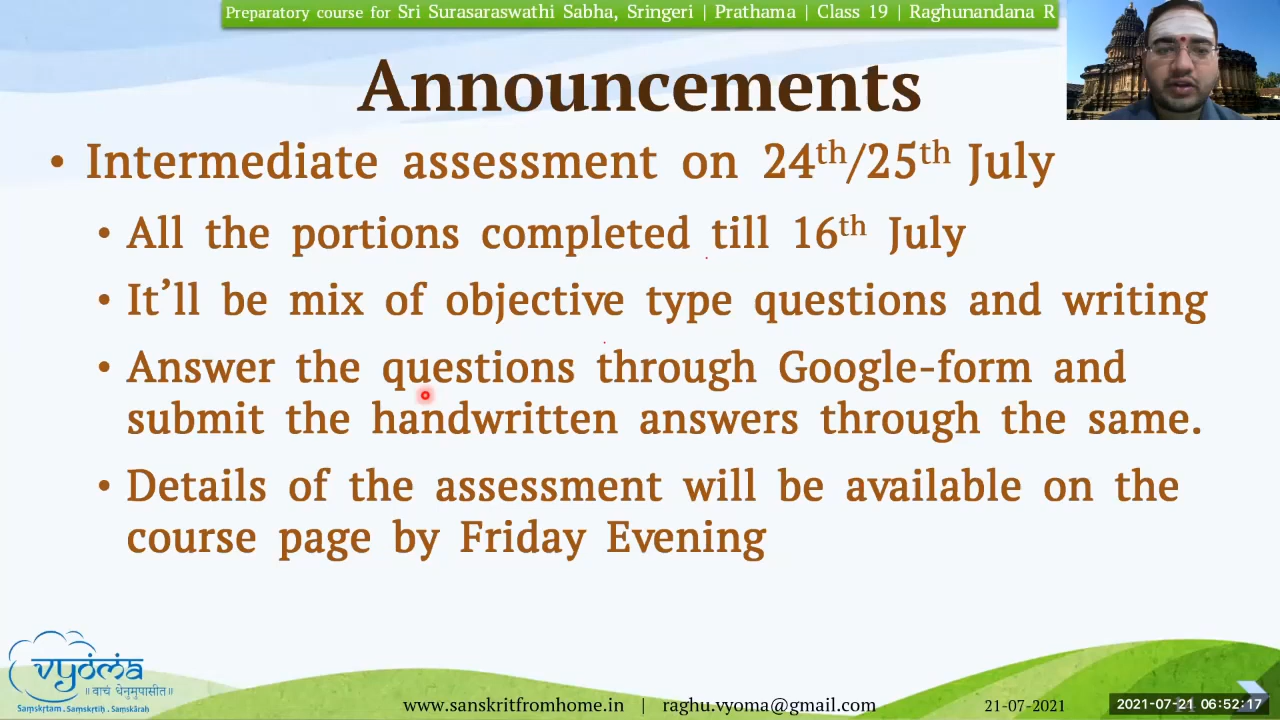 Preparatory course for Sri Surasaraswathi Sabha, Sringeri | Prathama | Class 19 | Raghunandana R
Announcements
• Intermediate assessment on 24th/25th July
• All the portions completed till 16th July
• It’ll be mix of objective type questions and writing
• Answer the questions through Google-form and
submit the handwritten answers through the same.
• Details of the assessment will be available on the
course page by Friday Evening
vyoma
॥ वाचं धेनुमुपासीत॥
Saṃskṛtam . Saṃskṛtiḥ . Saṃskārāḥ
www.sanskritfromhome.in | raghu.vyoma@gmail.com
21-07-2021
2021-07-21 06:52:17